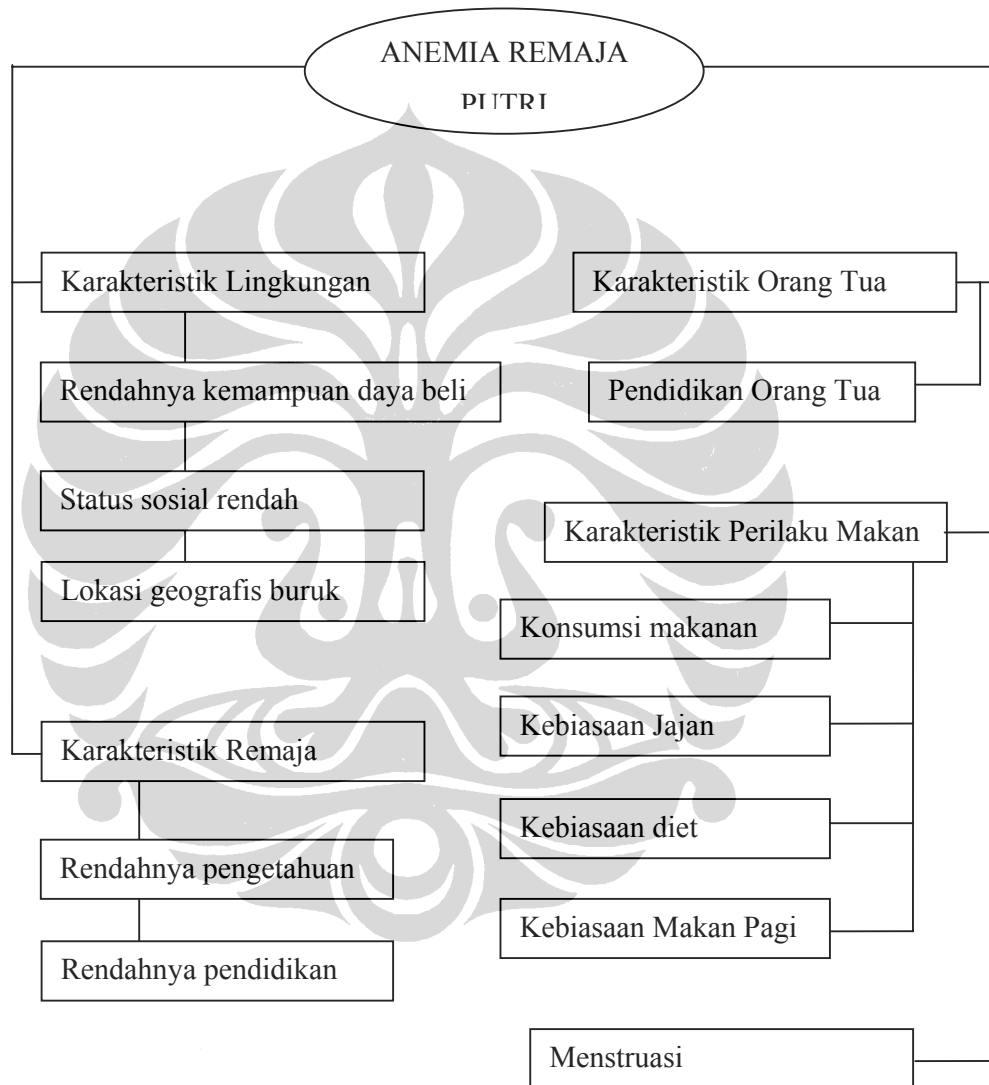 ANEMIA REMAJA
PUTRI
Karakteristik Lingkungan
Rendahnya kemampuan daya beli
Status sosial rendah
Lokasi geografis buruk
Karakteristik Remaja
Rendahnya pengetahuan
Rendahnya pendidikan
Karakteristik Orang Tua
Pendidikan Orang Tua
Karakteristik Perilaku Makan
Konsumsi makanan
Kebiasaan Jajan
Kebiasaan diet
Kebiasaan Makan Pagi
Menstruasi